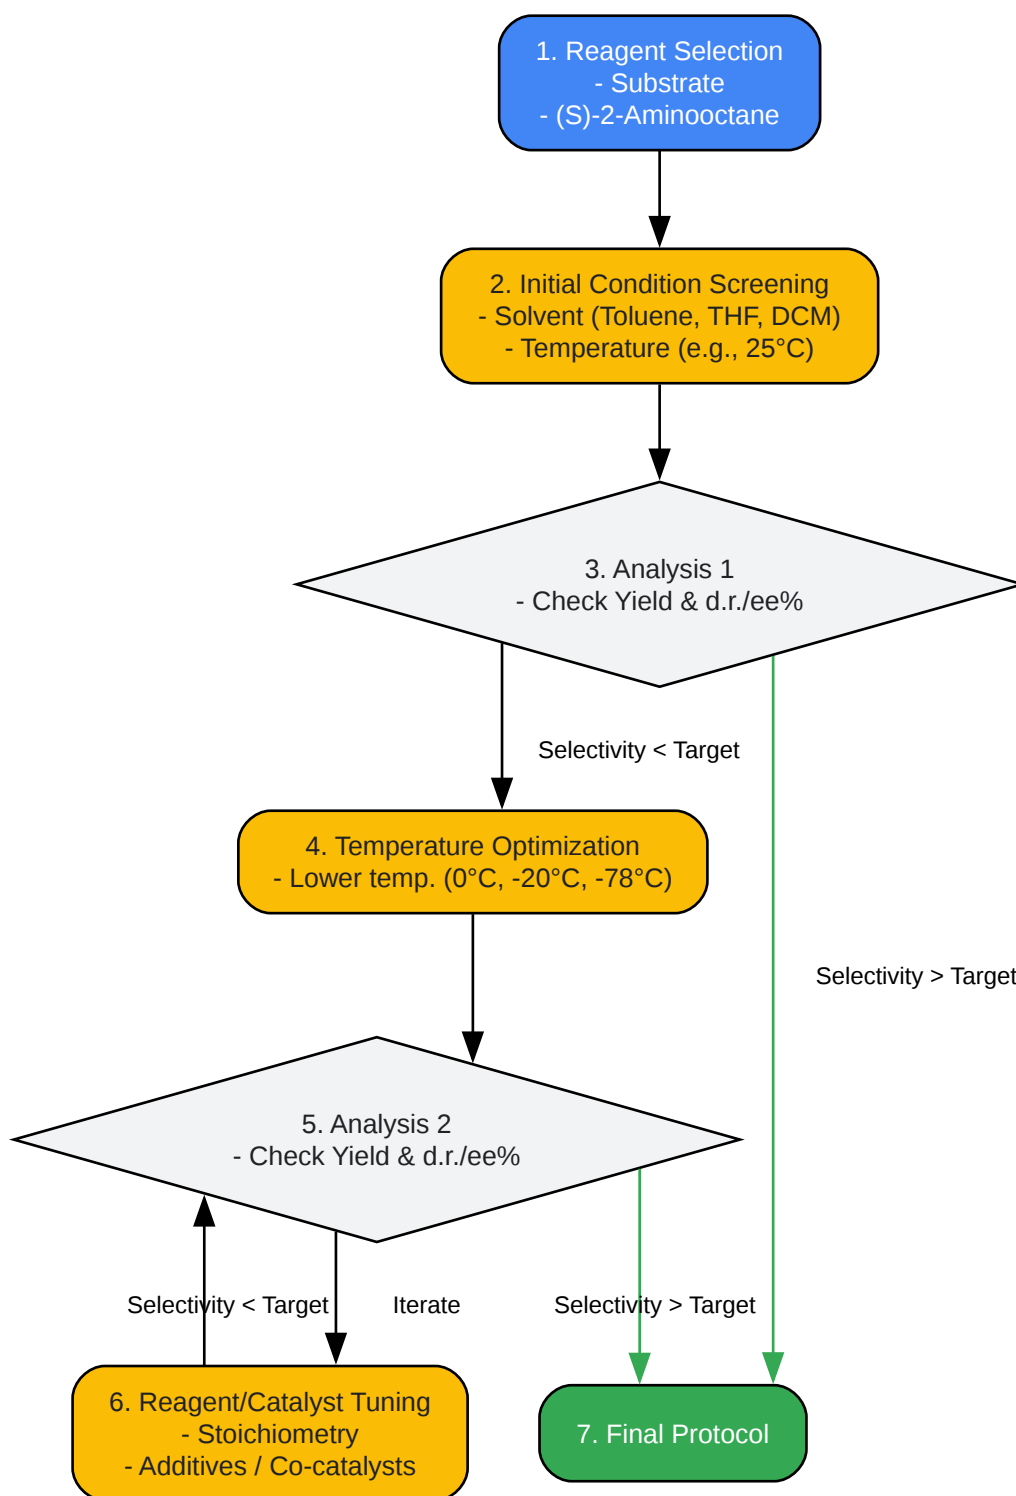 1. Reagent Selection
- Substrate
- (S)-2-Aminooctane
2. Initial Condition Screening
- Solvent (Toluene, THF, DCM)
- Temperature (e.g., 25°C)
3. Analysis 1
- Check Yield & d.r./ee%
Selectivity < Target
4. Temperature Optimization
- Lower temp. (0°C, -20°C, -78°C)
Selectivity > Target
5. Analysis 2
- Check Yield & d.r./ee%
Selectivity < Target
Iterate
Selectivity > Target
6. Reagent/Catalyst Tuning
- Stoichiometry
- Additives / Co-catalysts
7. Final Protocol